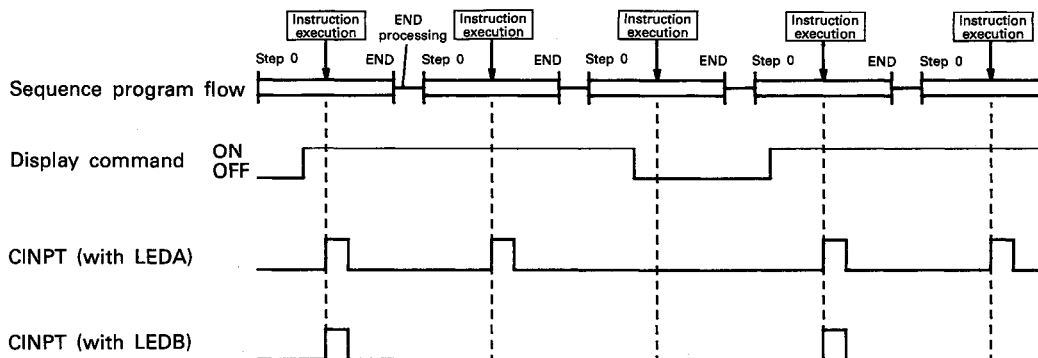 Instruction execution
END processing
Instruction execution
Instruction execution
Instruction execution
Instruction execution
Step 0 END Step 0 END Step 0 END Step 0 END Step 0
Sequence program flow
Display command ON OFF
CINPT (with LEDA)
CINPT (with LEDB)